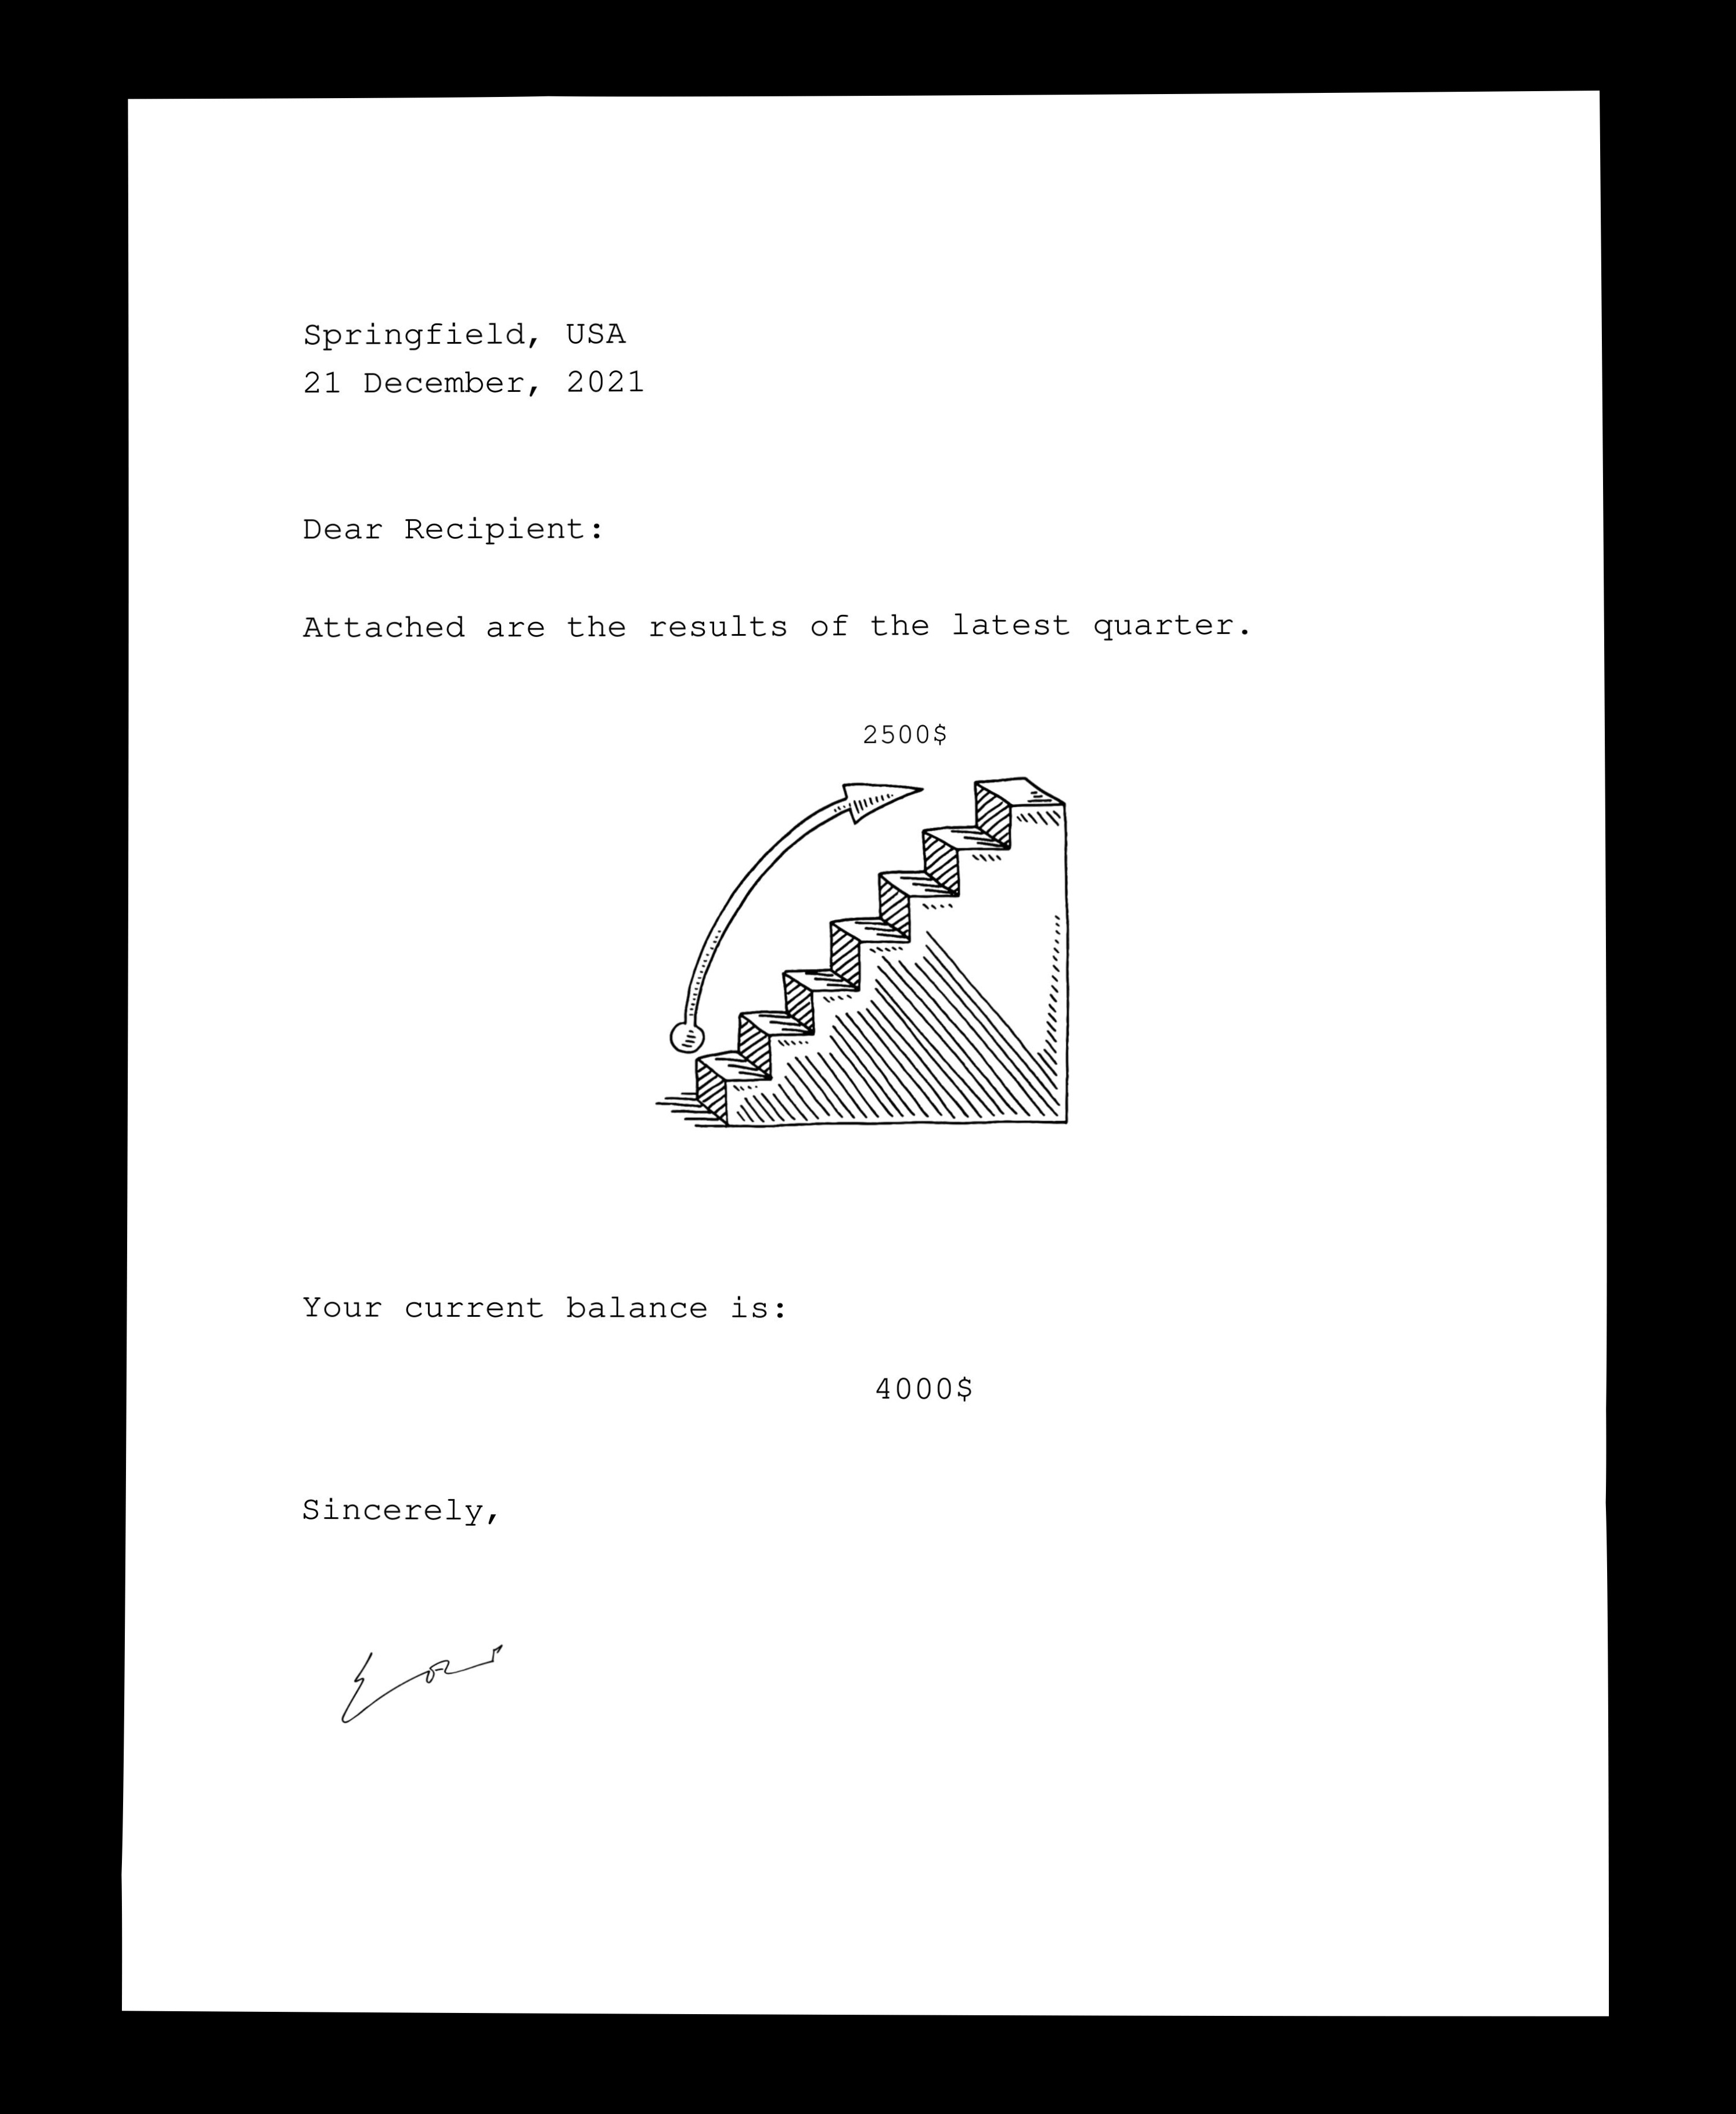 Springfield, USA
21 December, 2021
Dear Recipient:
Attached are the results of the latest quarter.
2500$
Your current balance is:
4000$
Sincerely,